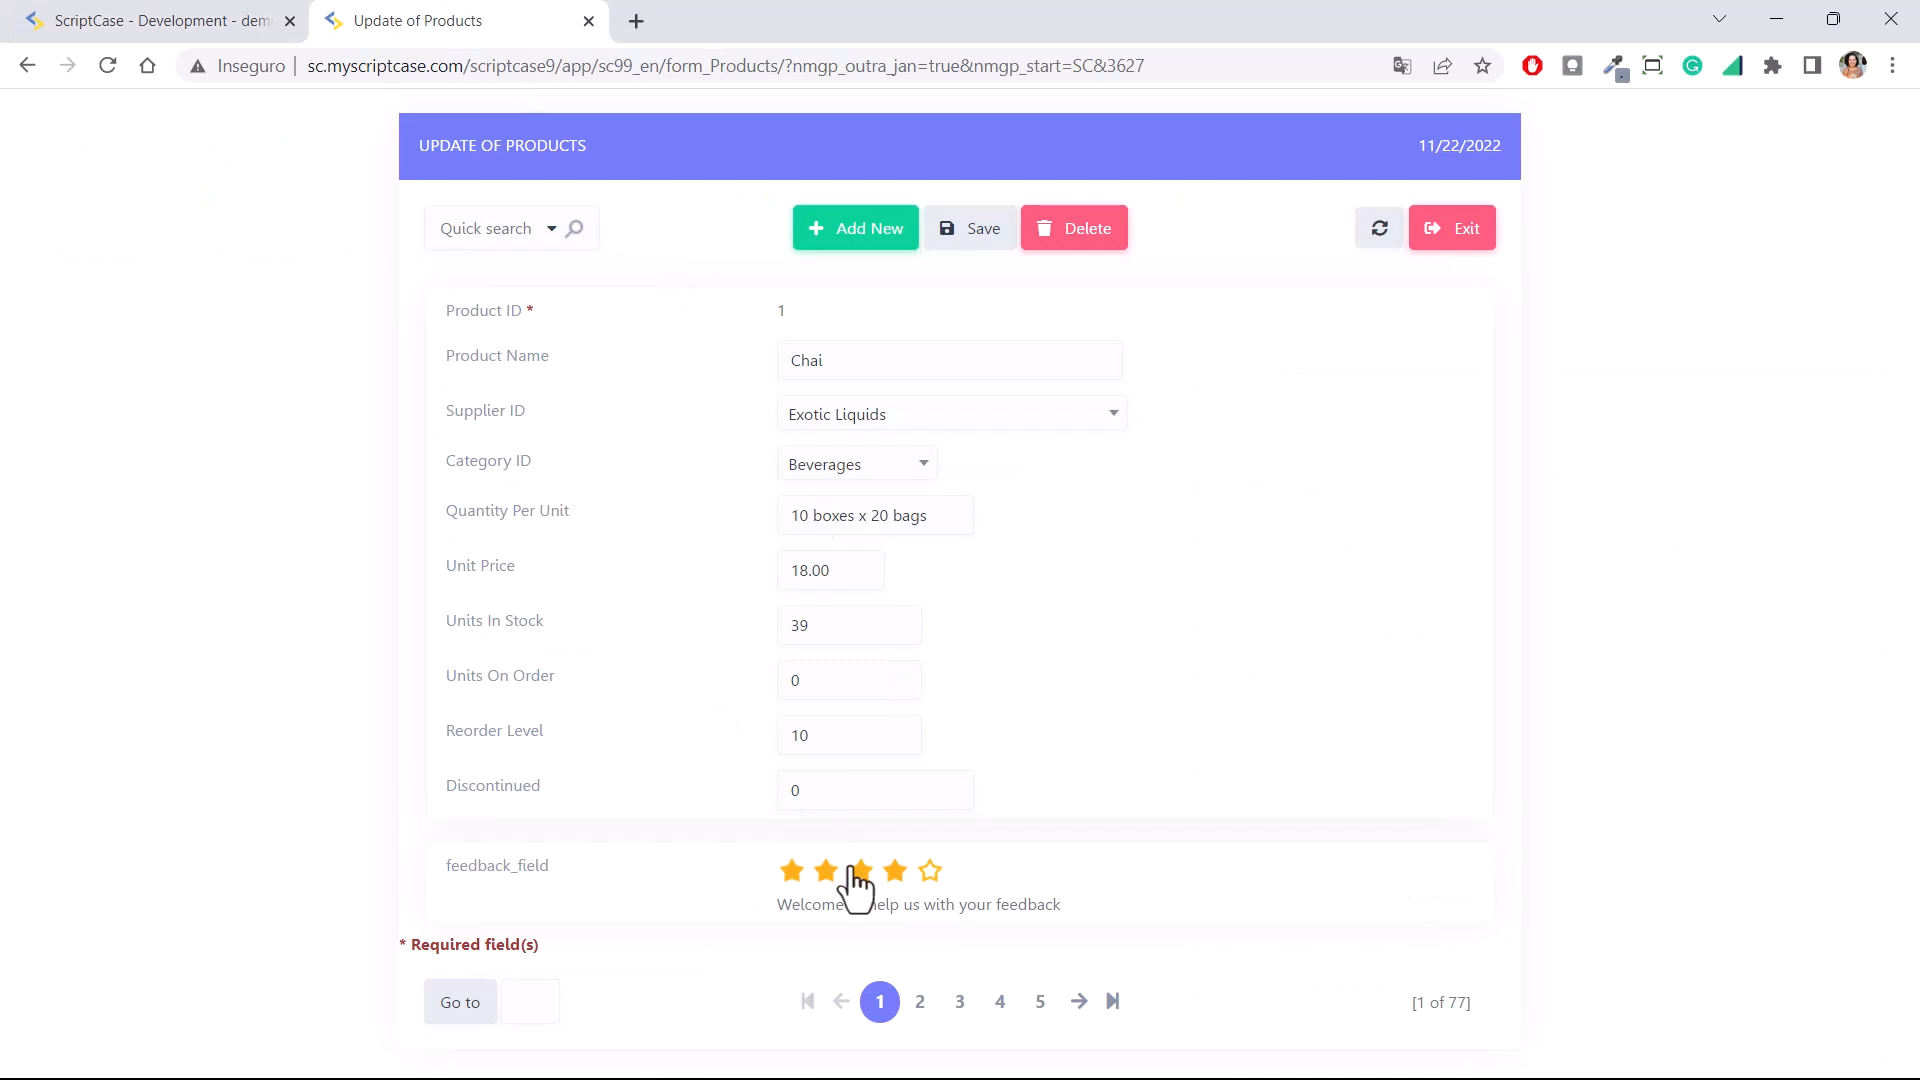 ScriptCase - Development - dem
Update of Products
Inseguro
sc.myscriptcase.com/scriptcase9/app/sc99_en/form_Products/?nmgp_outra_jan=true&nmgp_start=SC&3627
UPDATE OF PRODUCTS 11/22/2022
Quick search Add New Save Delete Exit
Product ID * 1
Product Name Chai
Supplier ID Exotic Liquids
Category ID Beverages
Quantity Per Unit 10 boxes x 20 bags
Unit Price 18.00
Units In Stock 39
Units On Order 0
Reorder Level 10
Discontinued 0
feedback_field
Welcome us with your feedback
* Required field(s)
Go to 1 2 3 4 5 [1 of 77]